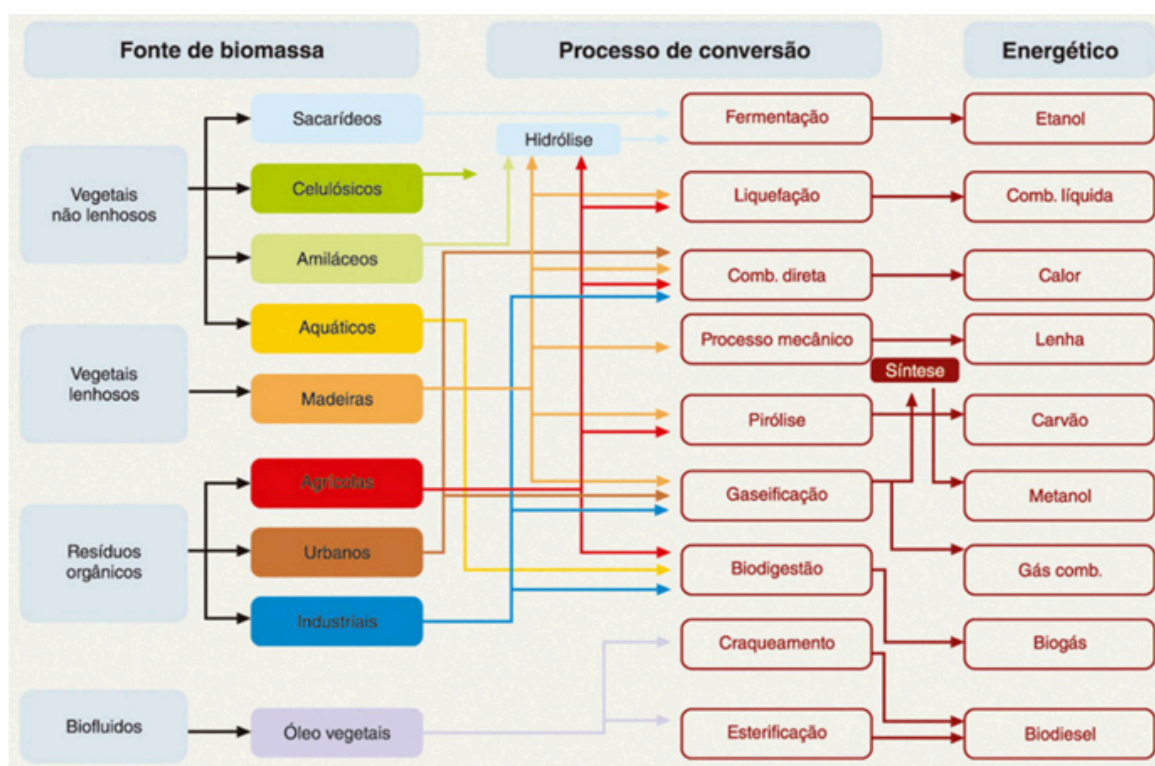 Fonte de biomassa
Processo de conversão
Energético
Vegetais
não lenhosos
Vegetais
lenhosos
Resíduos
orgânicos
Biofluidos
Sacarídeos
Celulósicos
Amiláceos
Aquáticos
Madeiras
Agrícolas
Urbanos
Industriais
Óleo vegetais
Hidrólise
Fermentação
Liquefação
Comb. direta
Processo mecânico
Pirólise
Gaseificação
Biodigestão
Craqueamento
Esterificação
Síntese
Etanol
Comb. líquida
Calor
Lenha
Carvão
Metanol
Gás comb.
Biogás
Biodiesel